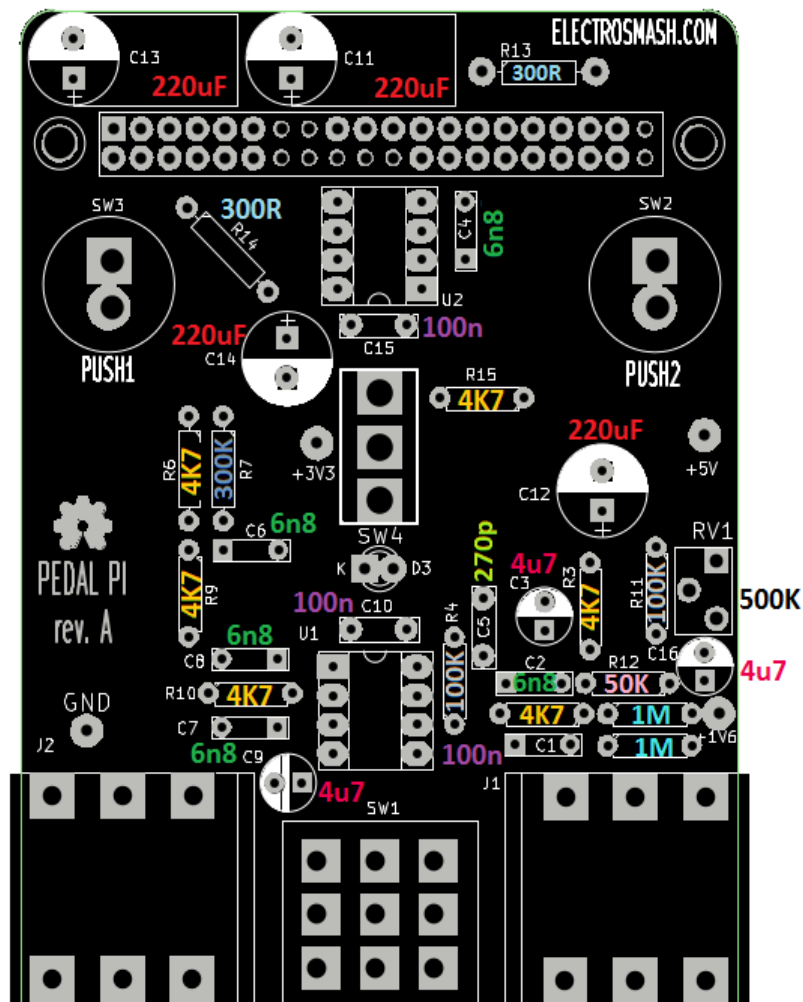 ELECTROSMASH.COM
C13
220uF
C11
220uF
R13
300R
SW3
300R
R14
C4
6n8
SW2
U2
220uF
C14
100n
C15
PUSH1
PUSH2
R15
4K7
220uF
R6
4K7
300K
R7
+3V3
+5V
C12
C6
6n8
SW4
RV1
270p
K
D3
4u7
C3
R3
4K7
R11
100K
500K
PEDAL PI
rev. A
4K7
R9
100n
C10
U1
R4
C5
6n8
C8
C2
R12
C16
6n8
50K
4u7
R10
4K7
100K
4K7
1M
+1V6
GND
C7
J2
6n8
C9
100n
C1
1M
4u7
J1
SW1